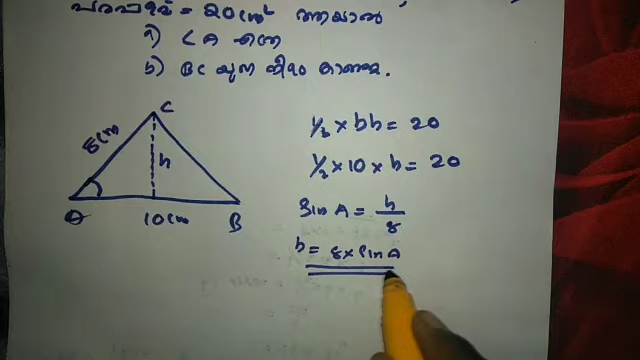 പരപ്പളവ് = 20cm² ആയാൽ
a) ∠A എത്ര
b) BC യുടെ നീളം കാണുക.
C
8cm
h
A
10cm
B
1/2 × bh = 20
1/2 × 10 × h = 20
Sin A = h/8
h = 8 × Sin A